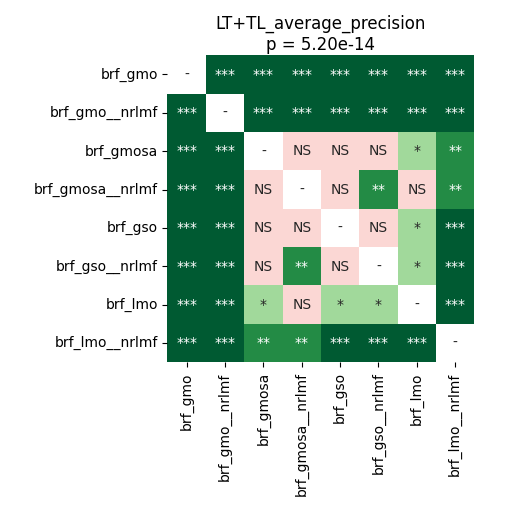 LT+TL_average_precision
p = 5.20e-14
brf_gmo - *** *** *** *** *** *** ***
brf_gmo__nrlmf *** - *** *** *** *** *** ***
brf_gmosa *** *** - NS NS NS * **
brf_gmosa__nrlmf *** *** NS - NS ** NS **
brf_gso *** *** NS NS - NS * ***
brf_gso__nrlmf *** *** NS ** NS - * ***
brf_lmo *** *** * NS * * - ***
brf_lmo__nrlmf *** *** ** ** *** *** *** -
brf_gmo
brf_gmo__nrlmf
brf_gmosa
brf_gmosa__nrlmf
brf_gso
brf_gso__nrlmf
brf_lmo
brf_lmo__nrlmf